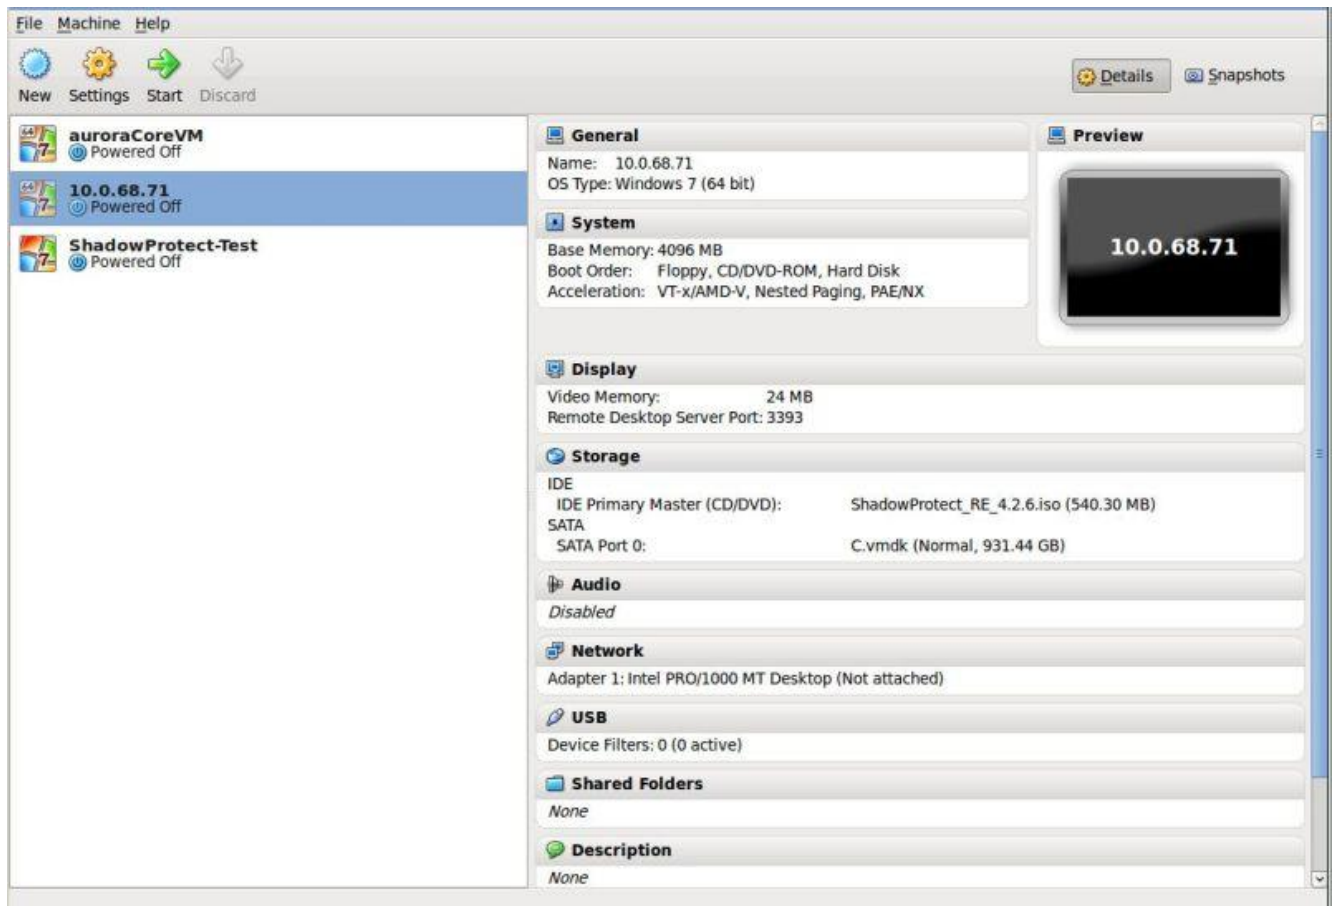 File Machine Help
New Settings Start Discard
Details Snapshots
auroraCoreVM
Powered Off
10.0.68.71
Powered Off
ShadowProtect-Test
Powered Off
General
Name: 10.0.68.71
OS Type: Windows 7 (64 bit)
System
Base Memory: 4096 MB
Boot Order: Floppy, CD/DVD-ROM, Hard Disk
Acceleration: VT-x/AMD-V, Nested Paging, PAE/NX
Preview
10.0.68.71
Display
Video Memory: 24 MB
Remote Desktop Server Port: 3393
Storage
IDE
IDE Primary Master (CD/DVD): ShadowProtect_RE_4.2.6.iso (540.30 MB)
SATA
SATA Port 0: C.vmdk (Normal, 931.44 GB)
Audio
Disabled
Network
Adapter 1: Intel PRO/1000 MT Desktop (Not attached)
USB
Device Filters: 0 (0 active)
Shared Folders
None
Description
None